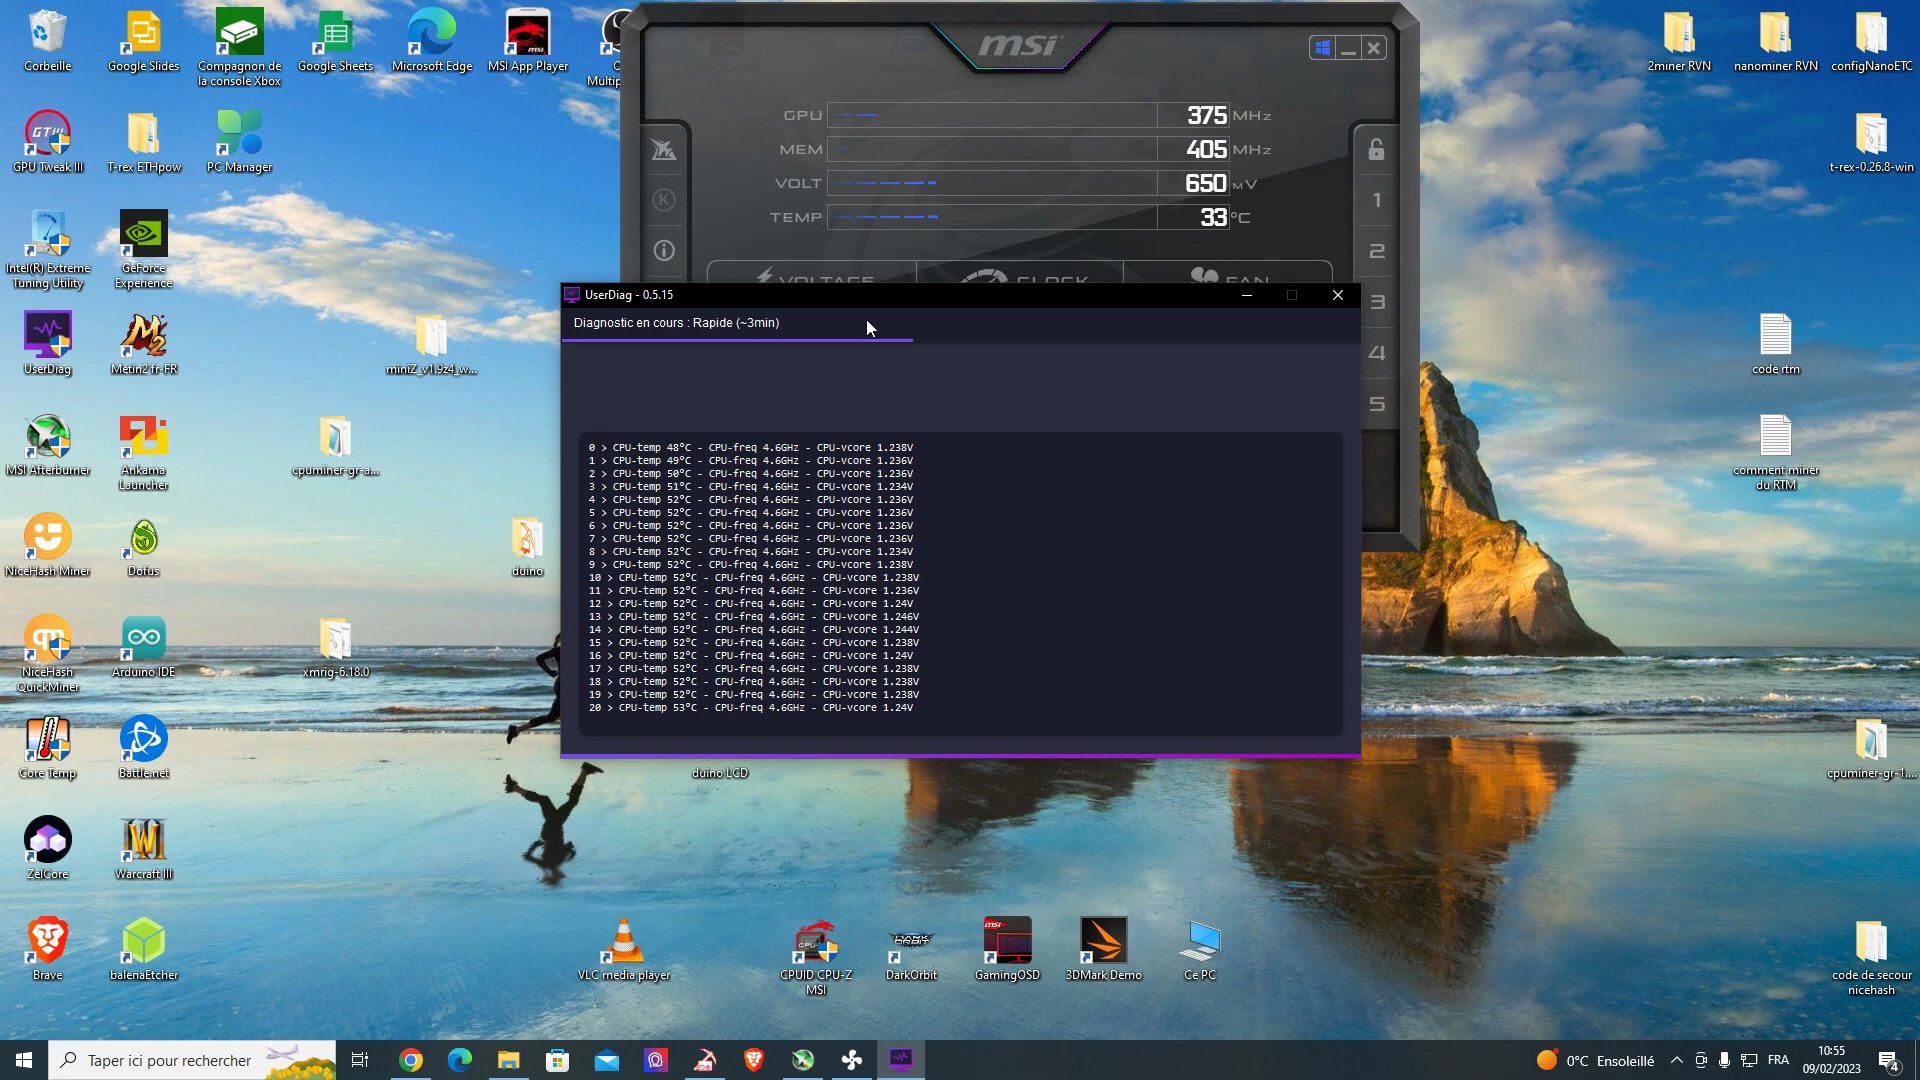 Corbeille
Google Slides
Compagnon de
la console Xbox
Google Sheets
Microsoft Edge
MSI App Player
msi
GPU 375 MHz
MEM 405 MHz
VOLT 650 MV
TEMP 33 °C
VOLTAGE
CLOCK
FAN
K
1
2
3
4
5
2miner RVN
nanominer RVN
configNanoETC
GTW
GPU Tweak III
T-rex ETHpow
PC Manager
t-rex-0.26.8-win
Intel(R) Extreme
Tuning Utility
GeForce
Experience
UserDiag
Metin2 fr-FR
miniZ_v1.9z4_w...
code rtm
MSI Afterburner
Ankama
Launcher
cpuminer-gr-a...
comment miner
du RTM
NiceHash Miner
Dofus
duino
NiceHash
QuickMiner
Arduino IDE
xmrig-6.18.0
Core Temp
Battle.net
duino LCD
cpuminer-gr-1....
ZelCore
Warcraft III
Brave
balenaEtcher
VLC media player
CPUID CPU-Z
MSI
DarkOrbit
GamingOSD
3DMark Demo
Ce PC
code de secour
nicehash
UserDiag - 0.5.15
Diagnostic en cours : Rapide (~3min)
0 > CPU-temp 48°C - CPU-freq 4.6GHz - CPU-vcore 1.238V
1 > CPU-temp 49°C - CPU-freq 4.6GHz - CPU-vcore 1.236V
2 > CPU-temp 50°C - CPU-freq 4.6GHz - CPU-vcore 1.236V
3 > CPU-temp 51°C - CPU-freq 4.6GHz - CPU-vcore 1.234V
4 > CPU-temp 52°C - CPU-freq 4.6GHz - CPU-vcore 1.236V
5 > CPU-temp 52°C - CPU-freq 4.6GHz - CPU-vcore 1.236V
6 > CPU-temp 52°C - CPU-freq 4.6GHz - CPU-vcore 1.236V
7 > CPU-temp 52°C - CPU-freq 4.6GHz - CPU-vcore 1.236V
8 > CPU-temp 52°C - CPU-freq 4.6GHz - CPU-vcore 1.234V
9 > CPU-temp 52°C - CPU-freq 4.6GHz - CPU-vcore 1.238V
10 > CPU-temp 52°C - CPU-freq 4.6GHz - CPU-vcore 1.238V
11 > CPU-temp 52°C - CPU-freq 4.6GHz - CPU-vcore 1.236V
12 > CPU-temp 52°C - CPU-freq 4.6GHz - CPU-vcore 1.24V
13 > CPU-temp 52°C - CPU-freq 4.6GHz - CPU-vcore 1.246V
14 > CPU-temp 52°C - CPU-freq 4.6GHz - CPU-vcore 1.244V
15 > CPU-temp 52°C - CPU-freq 4.6GHz - CPU-vcore 1.238V
16 > CPU-temp 52°C - CPU-freq 4.6GHz - CPU-vcore 1.24V
17 > CPU-temp 52°C - CPU-freq 4.6GHz - CPU-vcore 1.238V
18 > CPU-temp 52°C - CPU-freq 4.6GHz - CPU-vcore 1.238V
19 > CPU-temp 52°C - CPU-freq 4.6GHz - CPU-vcore 1.238V
20 > CPU-temp 53°C - CPU-freq 4.6GHz - CPU-vcore 1.24V
Taper ici pour rechercher
0°C Ensoleillé
FRA
10:55
09/02/2023
4